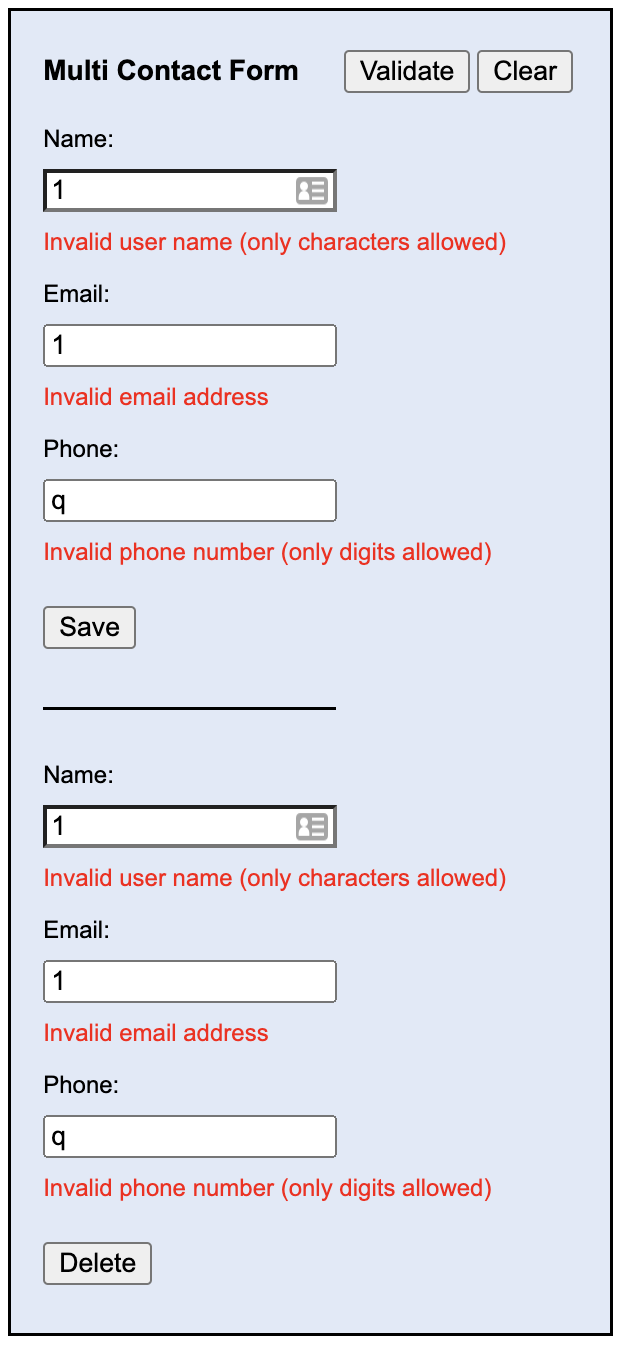 Multi Contact Form Validate Clear
Name:
1
Invalid user name (only characters allowed)
Email:
1
Invalid email address
Phone:
q
Invalid phone number (only digits allowed)
Save
Name:
1
Invalid user name (only characters allowed)
Email:
1
Invalid email address
Phone:
q
Invalid phone number (only digits allowed)
Delete